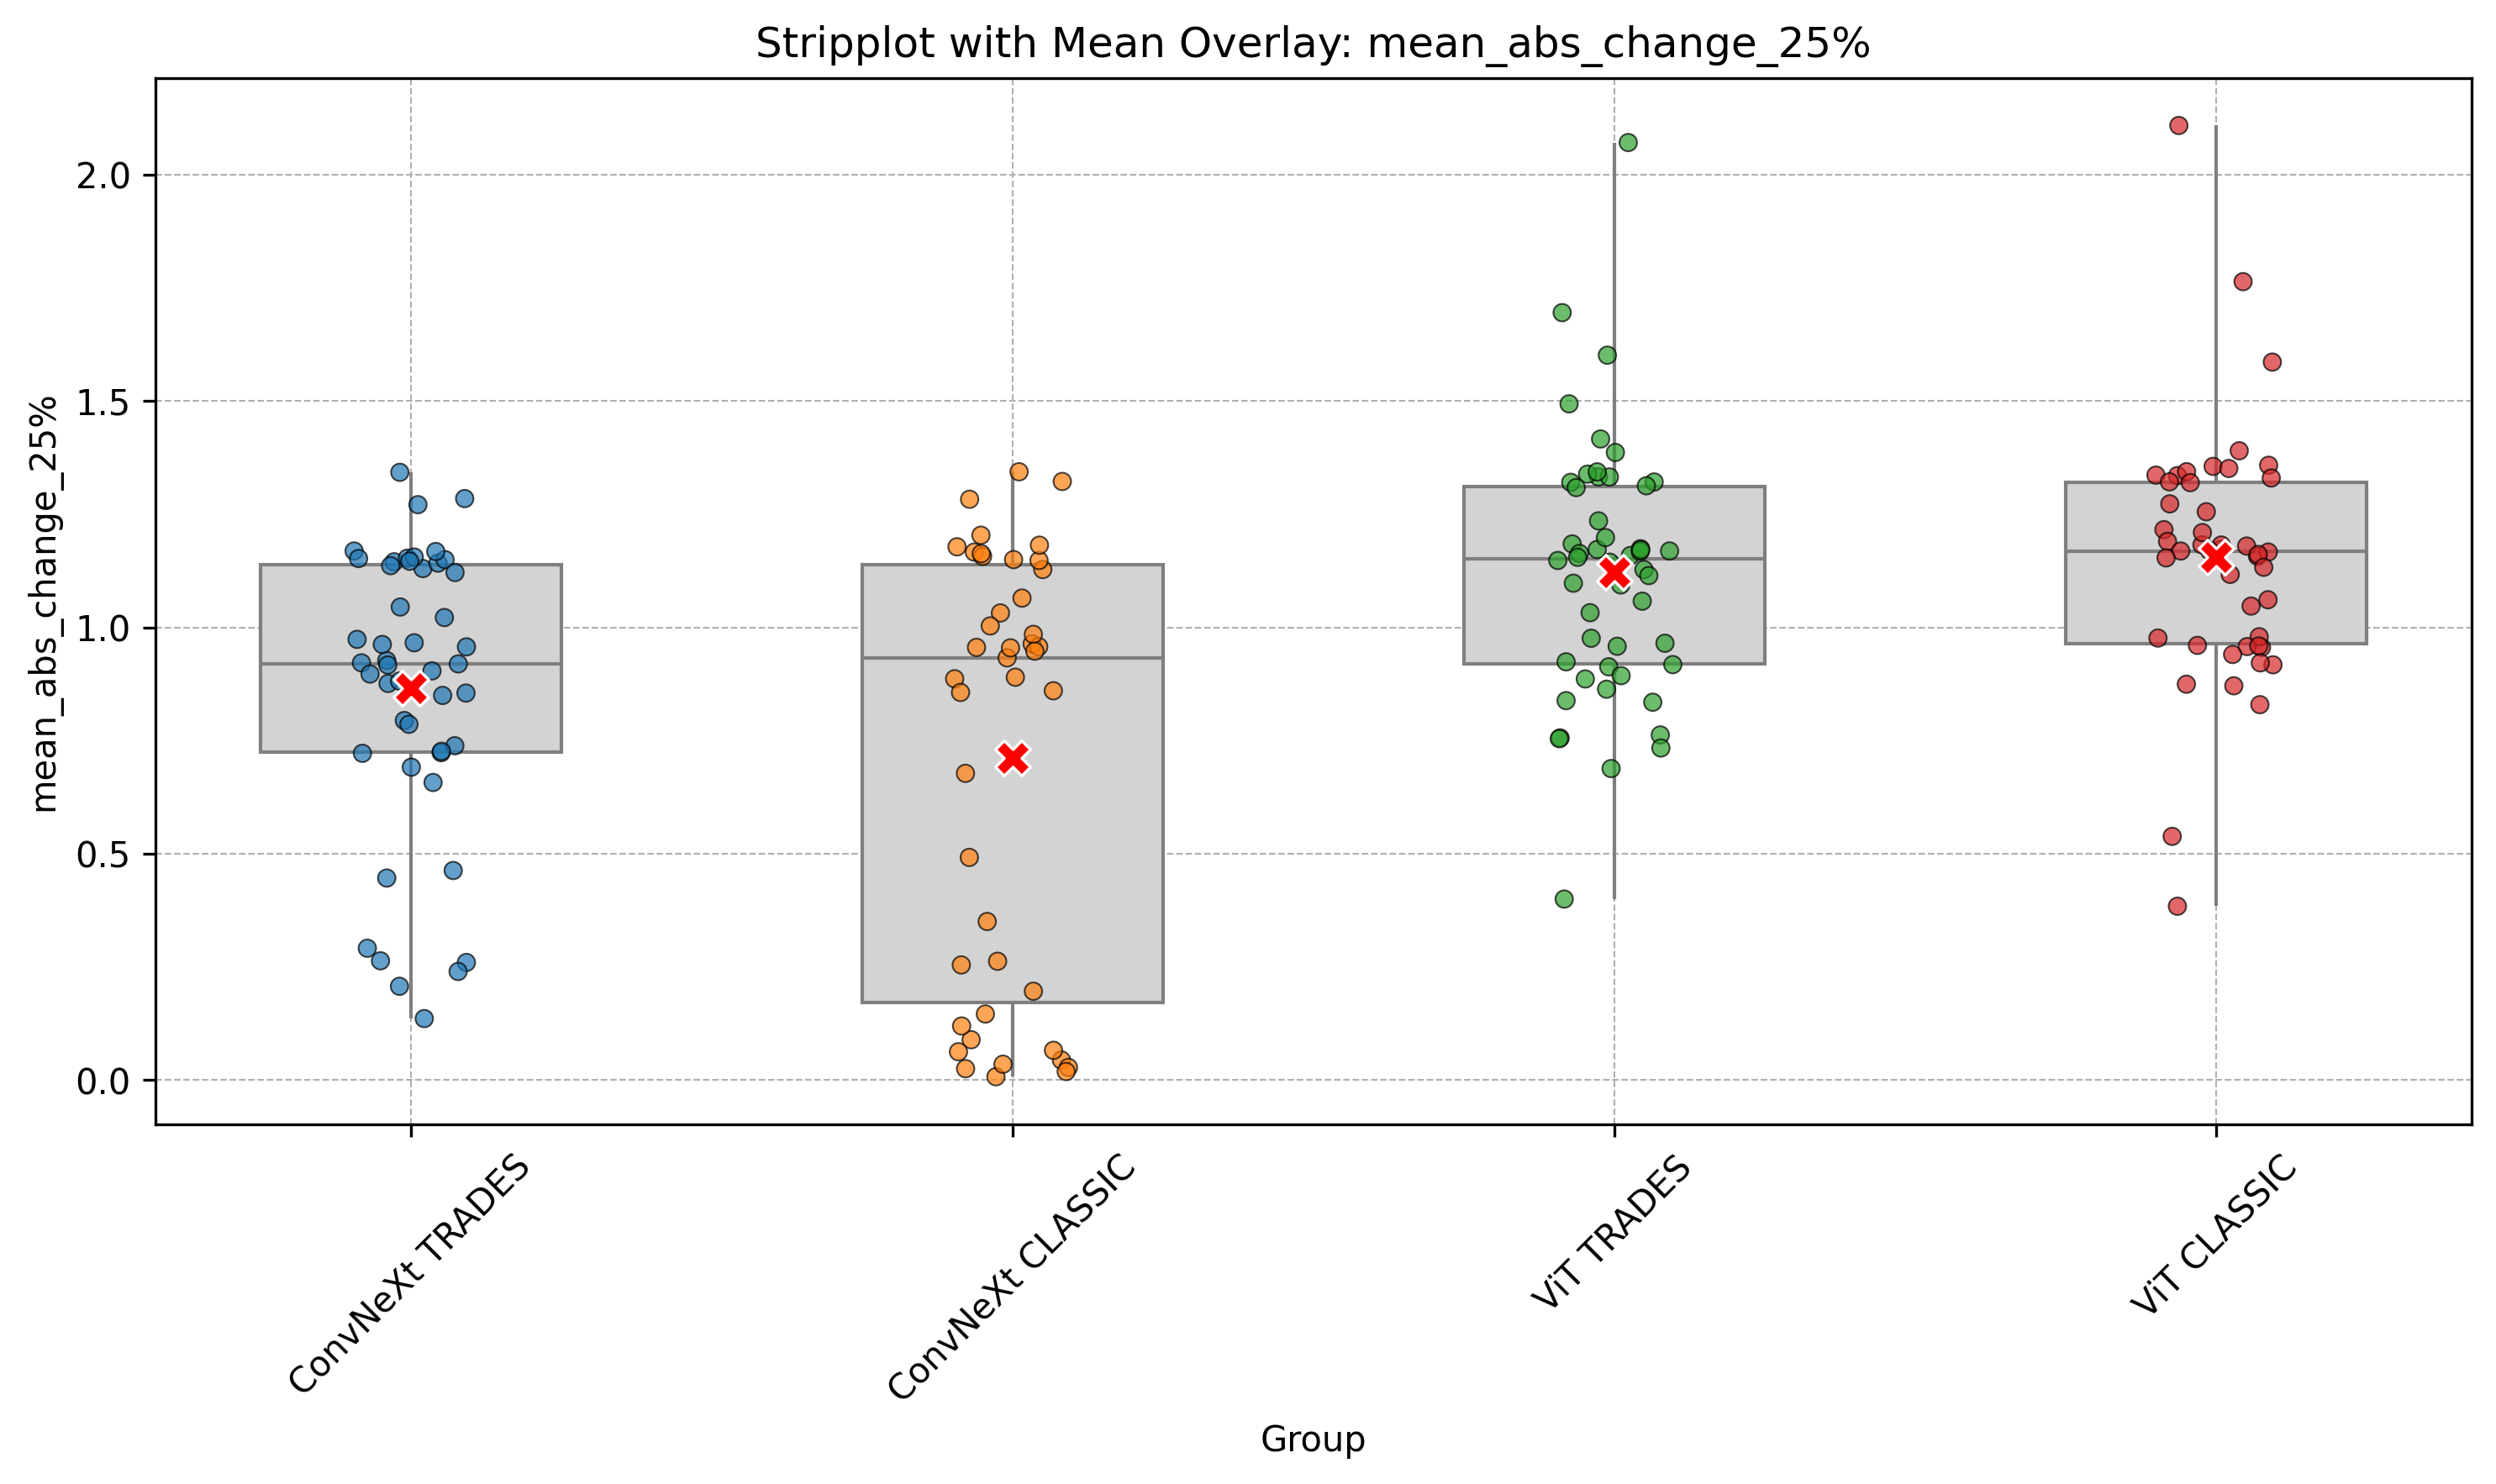 Stripplot with Mean Overlay: mean_abs_change_25%
mean_abs_change_25%
2.0
1.5
1.0
0.5
0.0
ConvNeXt TRADES
ConvNeXt CLASSIC
ViT TRADES
ViT CLASSIC
Group